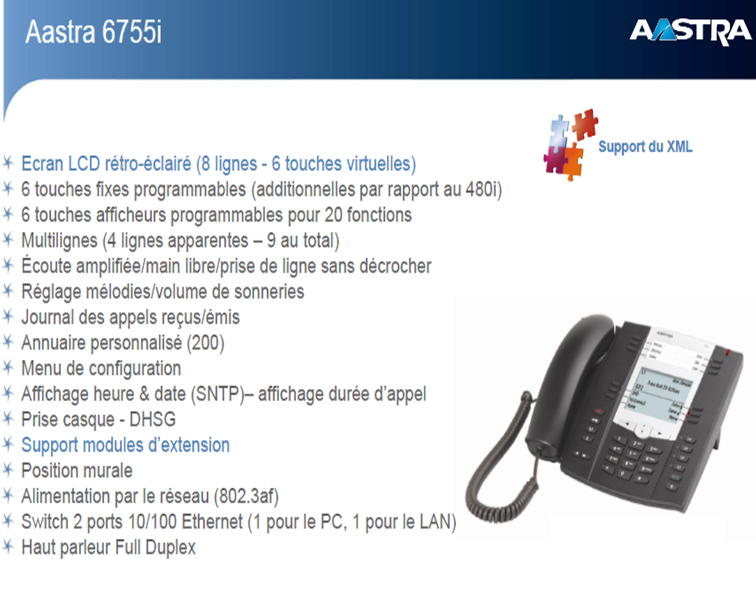 Aastra 6755i
AASTRA
Support du XML
Ecran LCD rétro-éclairé (8 lignes - 6 touches virtuelles)
6 touches fixes programmables (additionnelles par rapport au 480i)
6 touches afficheurs programmables pour 20 fonctions
Multilignes (4 lignes apparentes – 9 au total)
Écoute amplifiée/main libre/prise de ligne sans décrocher
Réglage mélodies/volume de sonneries
Journal des appels reçus/émis
Annuaire personnalisé (200)
Menu de configuration
Affichage heure & date (SNTP)– affichage durée d'appel
Prise casque - DHSG
Support modules d'extension
Position murale
Alimentation par le réseau (802.3af)
Switch 2 ports 10/100 Ethernet (1 pour le PC, 1 pour le LAN)
Haut parleur Full Duplex